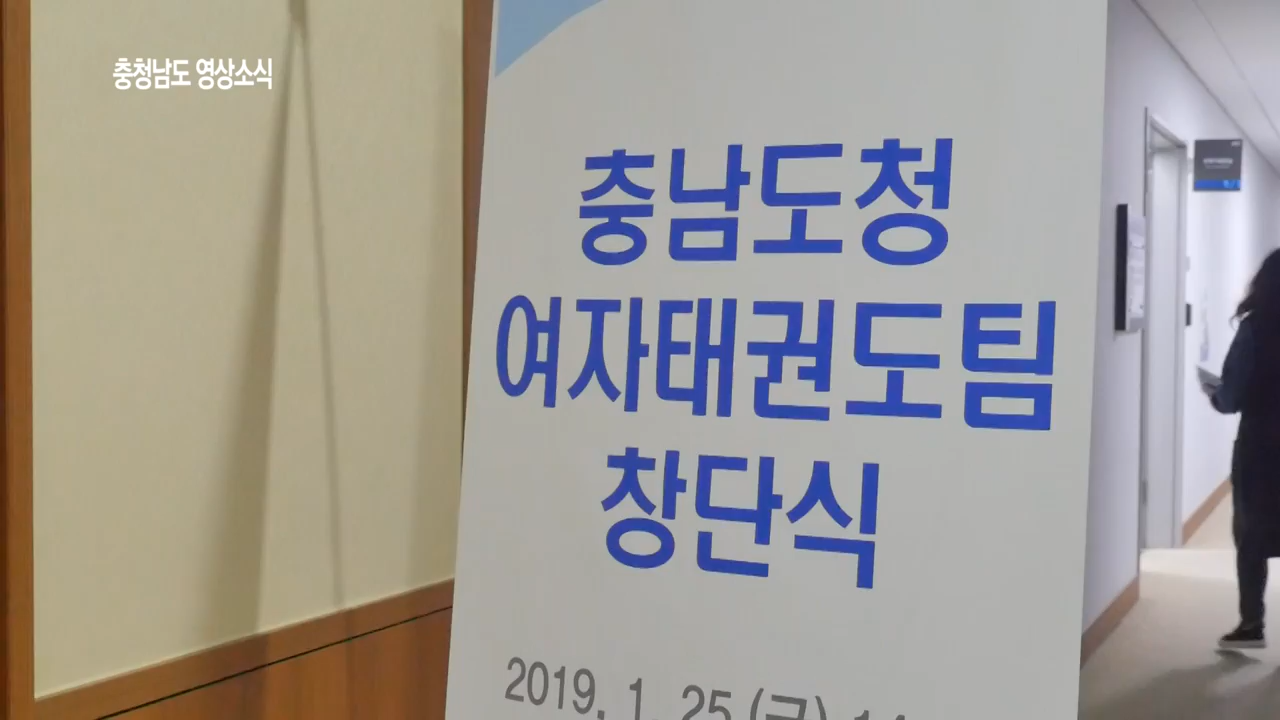 충청남도 영상소식
충남도청
여자태권도팀
창단식
2019. 1. 25 (금)